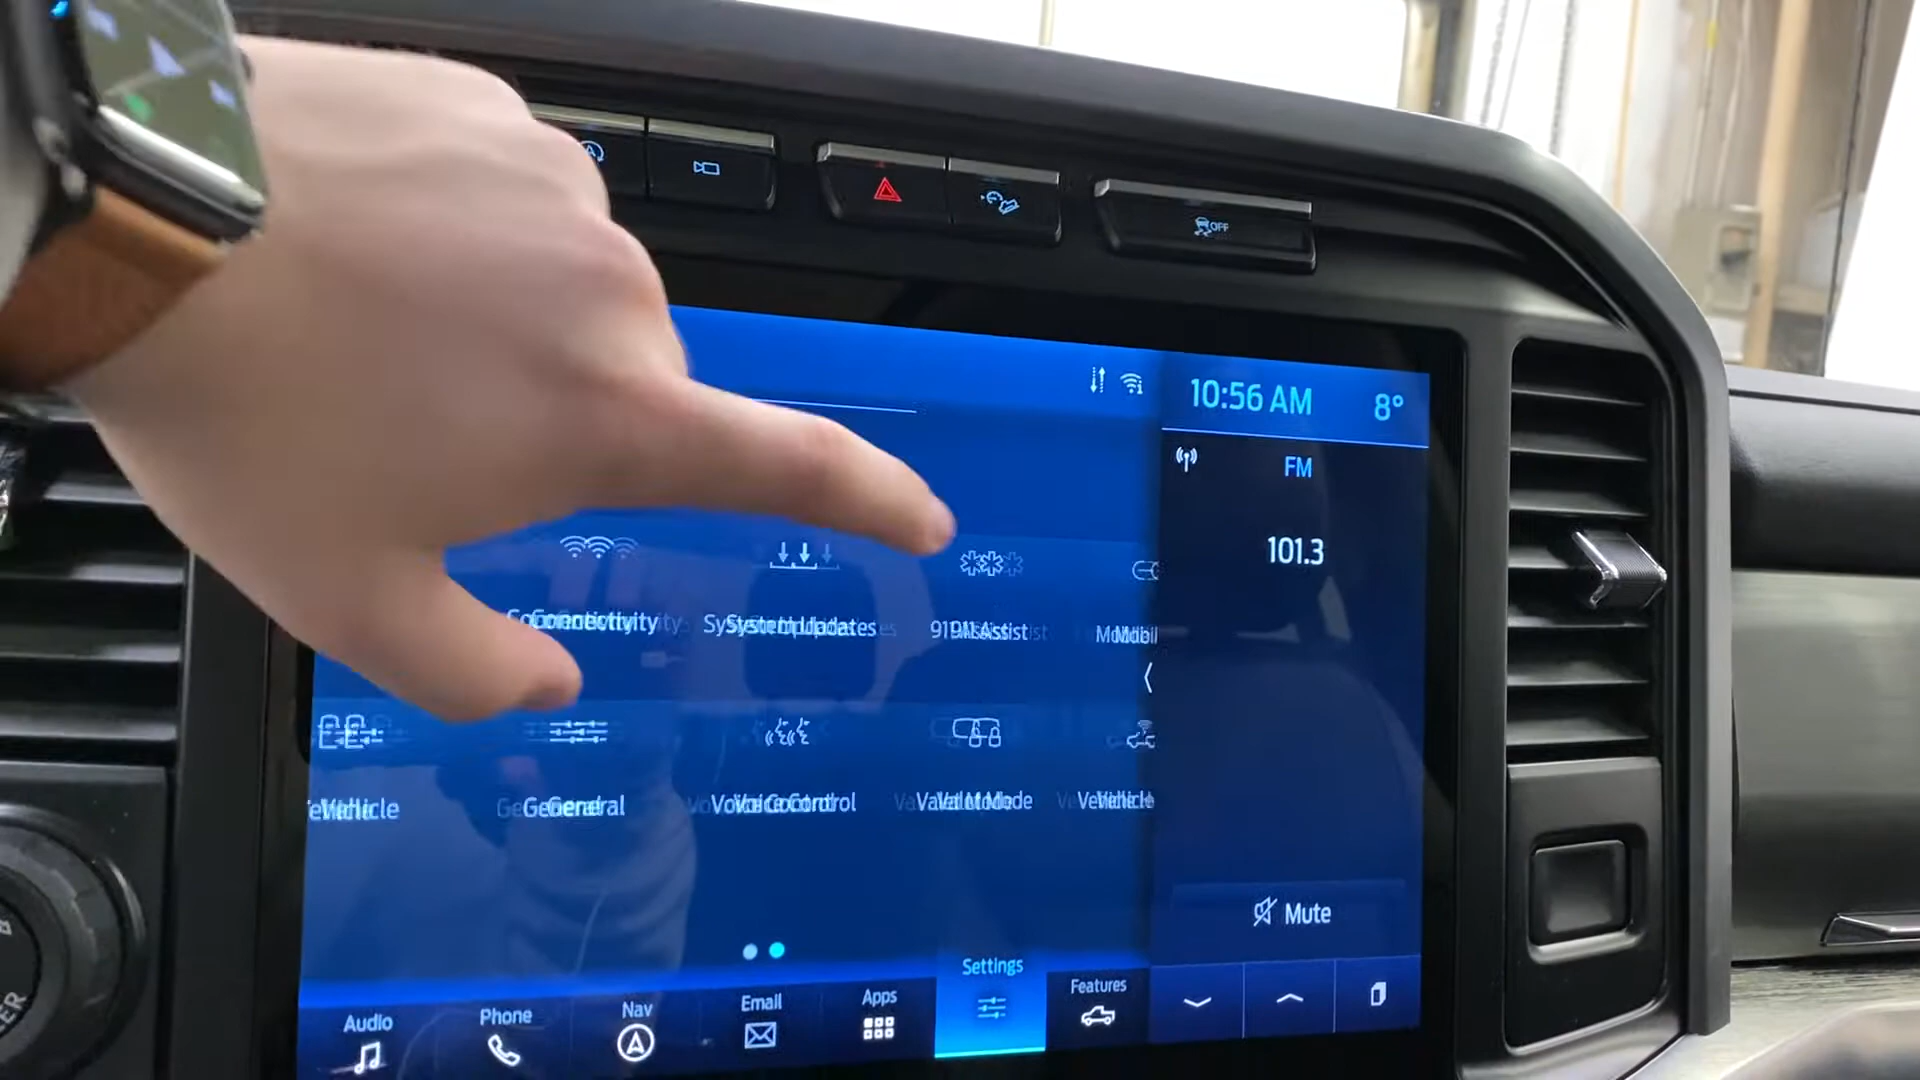 OFF
10:56 AM 8°
FM
101.3
Connectivity System Updates 911 Assist
Vehicle General Voice Control Valet Mode Vehicle
Mute
Audio Phone Nav Email Apps Settings Features